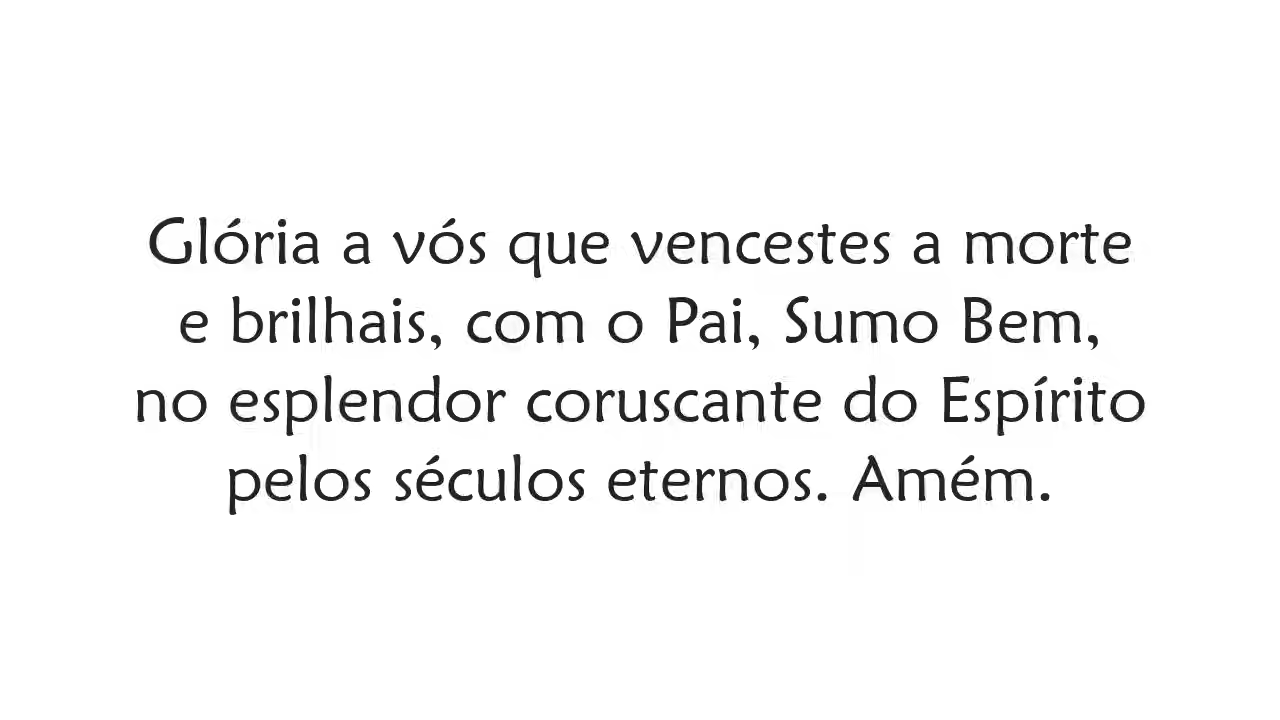 Glória a vós que vencestes a morte
e brilhais, com o Pai, Sumo Bem,
no esplendor coruscante do Espírito
pelos séculos eternos. Amém.